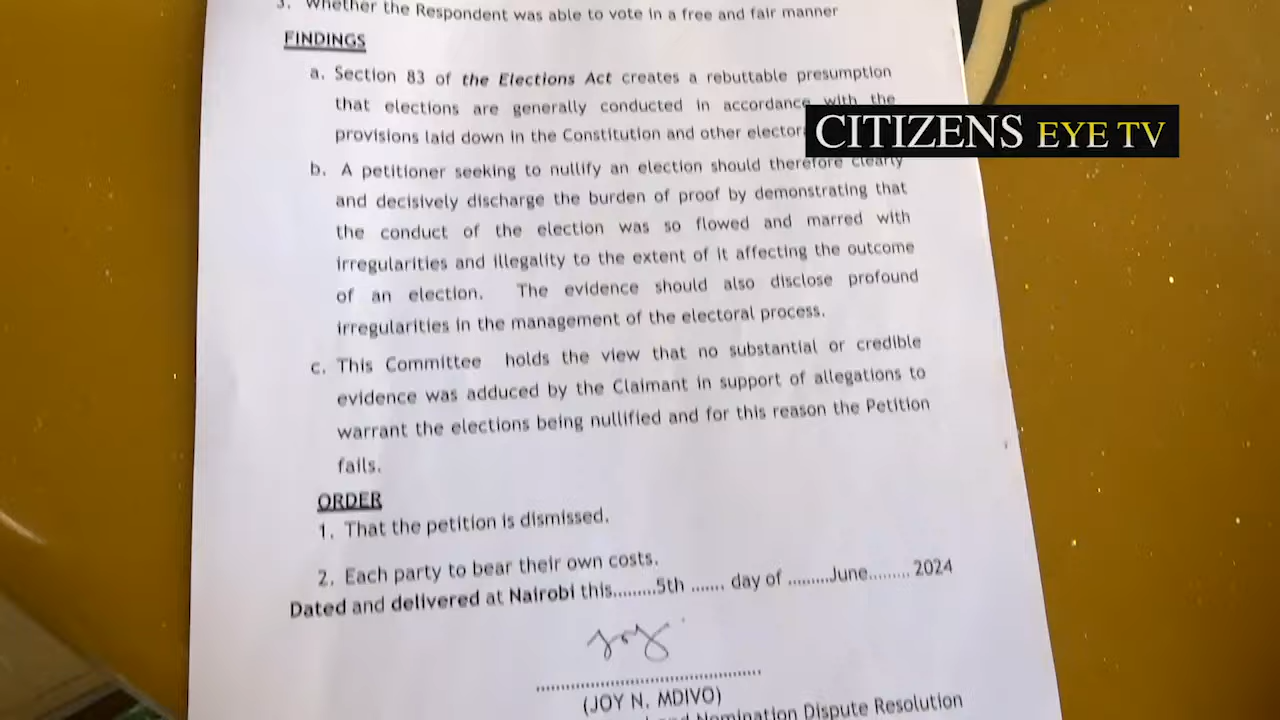 3. Whether the Respondent was able to vote in a free and fair manner
FINDINGS
a. Section 83 of the Elections Act creates a rebuttable presumption
that elections are generally conducted in accordance with the
provisions laid down in the Constitution and other
CITIZENS EYE TV
b. A petitioner seeking to nullify an election should therefore clearly
and decisively discharge the burden of proof by demonstrating that
the conduct of the election was so flowed and marred with
irregularities and illegality to the extent of it affecting the outcome
of an election. The evidence should also disclose profound
irregularities in the management of the electoral process.
c. This Committee holds the view that no substantial or credible
evidence was adduced by the Claimant in support of allegations to
warrant the elections being nullified and for this reason the Petition
fails.
ORDER
1. That the petition is dismissed.
2. Each party to bear their own costs.
Dated and delivered at Nairobi this.........5th ....... day of .........June......... 2024
Joy
(JOY N. MDIVO)
and Nomination Dispute Resolution